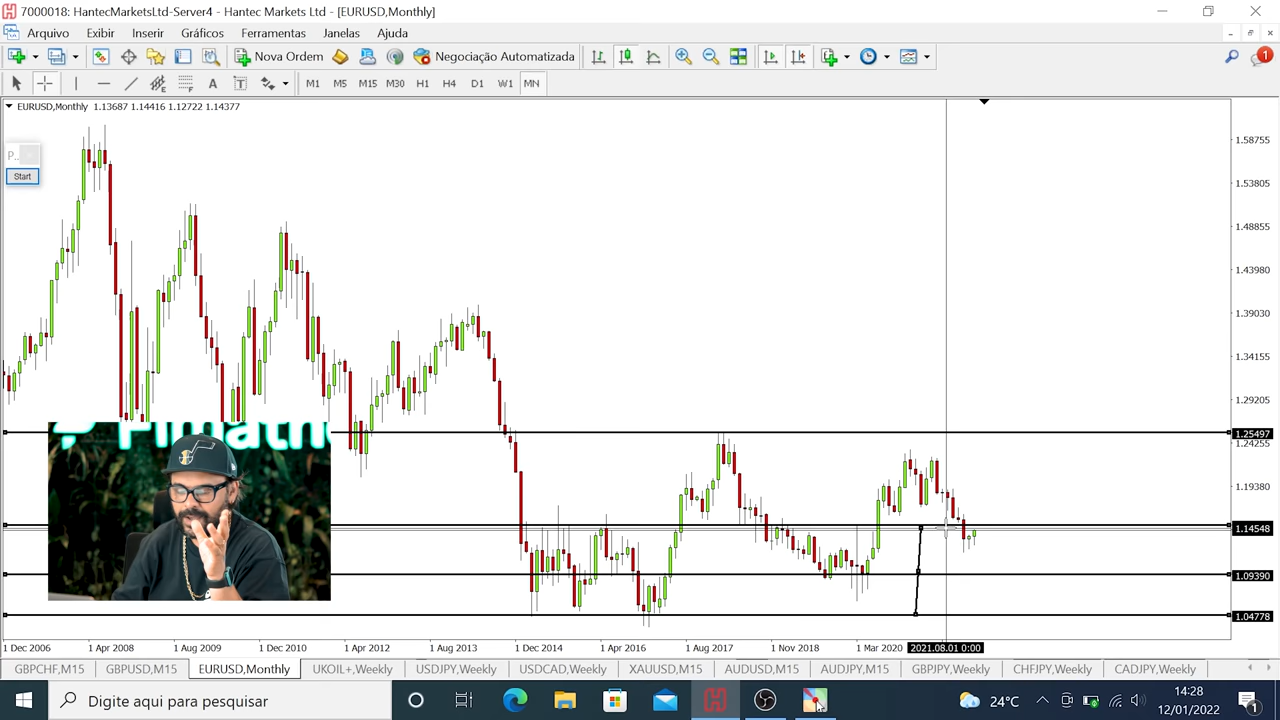 7000018: HantecMarketsLtd-Server4 - Hantec Markets Ltd - [EURUSD,Monthly]
Arquivo Exibir Inserir Gráficos Ferramentas Janelas Ajuda
Nova Ordem Negociação Automatizada 1
A T M1 M5 M15 M30 H1 H4 D1 W1 MN
EURUSD,Monthly 1.13687 1.14416 1.12722 1.14377
P..
Start
1.58755
1.53805
1.48855
1.43980
1.39030
1.34155
1.29205
1.25497
1.24255
1.19380
1.14548
1.09390
1.04778
1 Dec 2006 1 Apr 2008 1 Aug 2009 1 Dec 2010 1 Apr 2012 1 Aug 2013 1 Dec 2014 1 Apr 2016 1 Aug 2017 1 Nov 2018 1 Mar 2020 2021.08.01 0:00
GBPCHF,M15 GBPUSD,M15 EURUSD,Monthly UKOIL+,Weekly USDJPY,Weekly USDCAD,Weekly XAUUSD,M15 AUDUSD,M15 AUDJPY,M15 GBPJPY,Weekly CHFJPY,Weekly CADJPY,Weekly
Digite aqui para pesquisar 24°C 14:28
12/01/2022 1